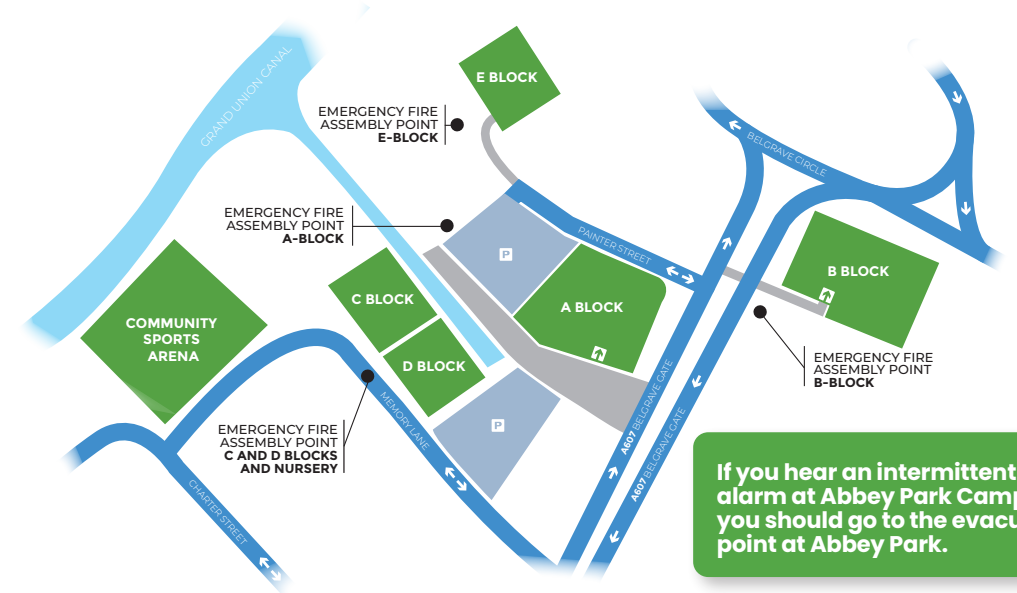 E BLOCK
GRAND UNION CANAL
EMERGENCY FIRE
ASSEMBLY POINT
E-BLOCK
BELGRAVE CIRCLE
EMERGENCY FIRE
ASSEMBLY POINT
A-BLOCK
PAINTER STREET
P
B BLOCK
C BLOCK
A BLOCK
COMMUNITY
SPORTS
ARENA
D BLOCK
EMERGENCY FIRE
ASSEMBLY POINT
B-BLOCK
EMERGENCY FIRE
ASSEMBLY POINT
C AND D BLOCKS
AND NURSERY
MEMORY LANE
P
A607 BELGRAVE GATE
A607 BELGRAVE GATE
CHARTER STREET
If you hear an intermittent
alarm at Abbey Park
you should go to the
point at Abbey Park.